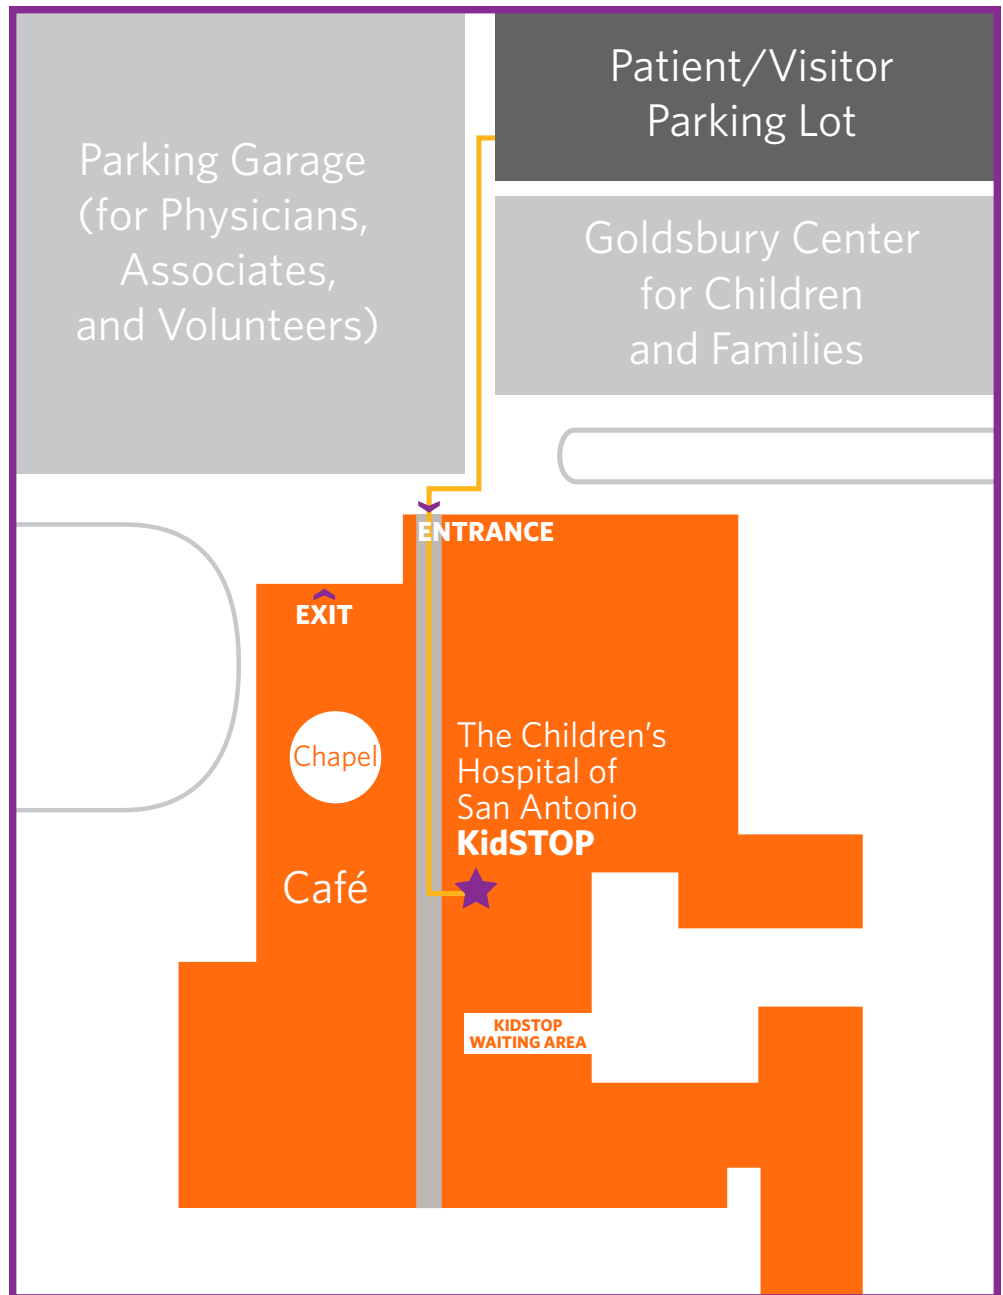 Patient/Visitor
Parking Lot
Parking Garage
(for Physicians,
Associates,
and Volunteers)
Goldsbury Center
for Children
and Families
ENTRANCE
EXIT
Chapel
The Children's
Hospital of
San Antonio
KidSTOP
Café
KIDSTOP
WAITING AREA